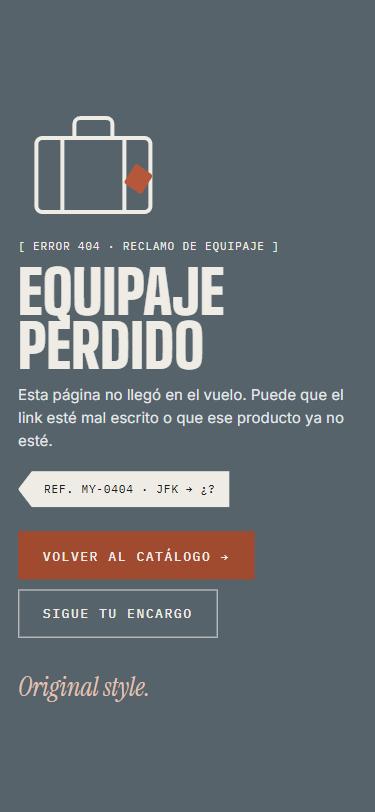 [ ERROR 404 · RECLAMO DE EQUIPAJE ]
EQUIPAJE
PERDIDO
Esta página no llegó en el vuelo. Puede que el
link esté mal escrito o que ese producto ya no
esté.
REF. MY-0404 · JFK → ¿?
VOLVER AL CATÁLOGO →
SIGUE TU ENCARGO
Original style.